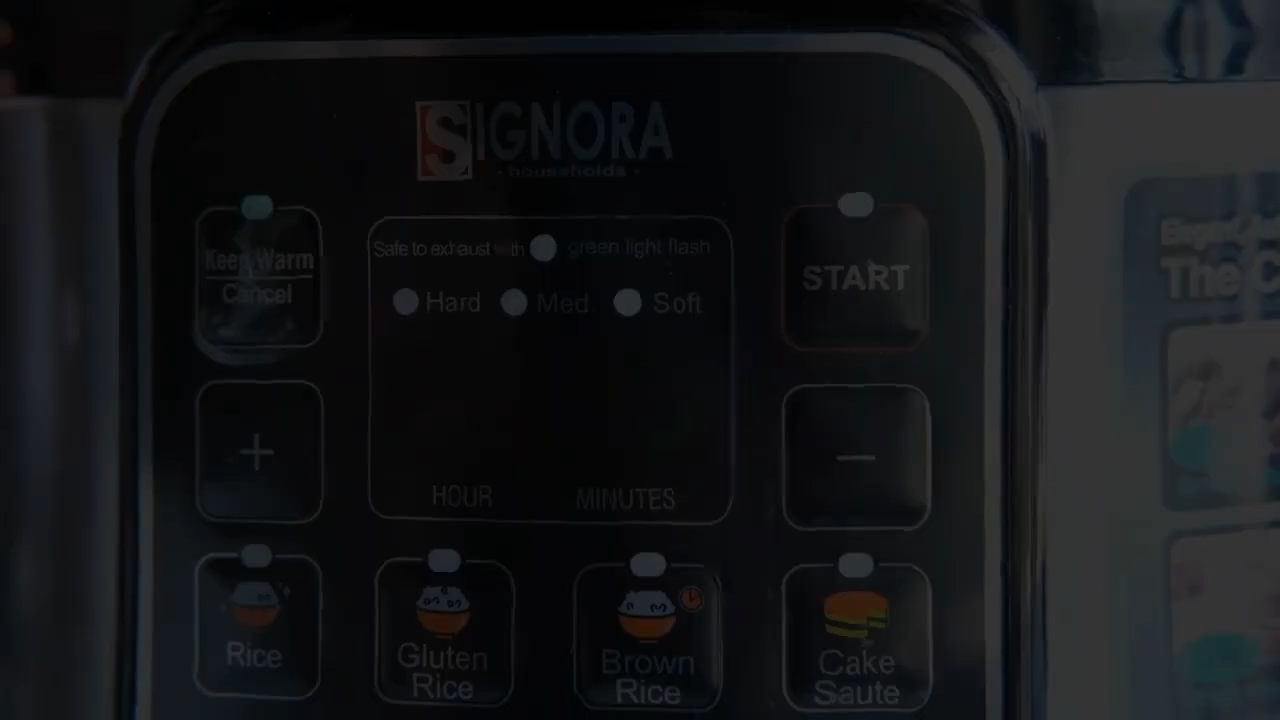 SIGNORA
- households -
Keep Warm
Cancel
Safe to exhaust with green light flash
Hard Med. Soft
START
+
−
HOUR MINUTES
Rice
Gluten
Rice
Brown
Rice
Cake
Saute
The C